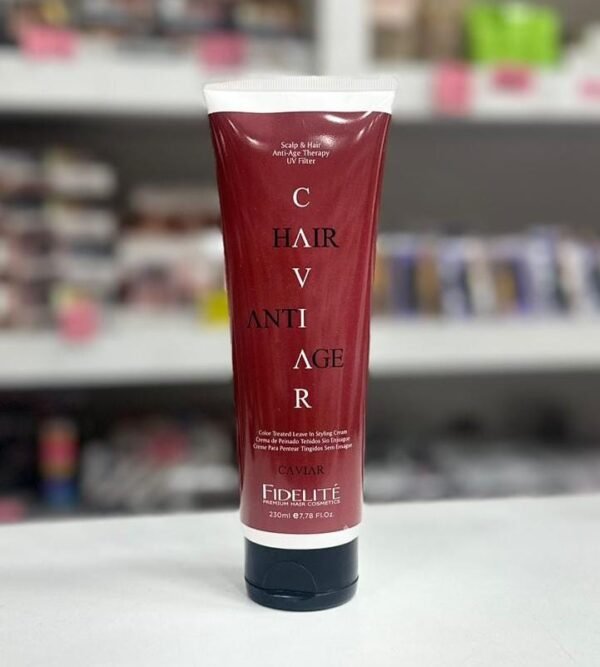 Scalp & Hair
Anti-Age Therapy
UV Filter
CAVIAR
HAIR
ANTI
AGE
Color Treated Leave In Styling Cream
Crema de Peinado Teñidos Sin Enjuague
Creme Para Pentear Tingidos Sem Enxague
CAVIAR
FIDELITÉ
PREMIUM HAIR COSMETICS
230ml e 7,78 Fl.Oz.